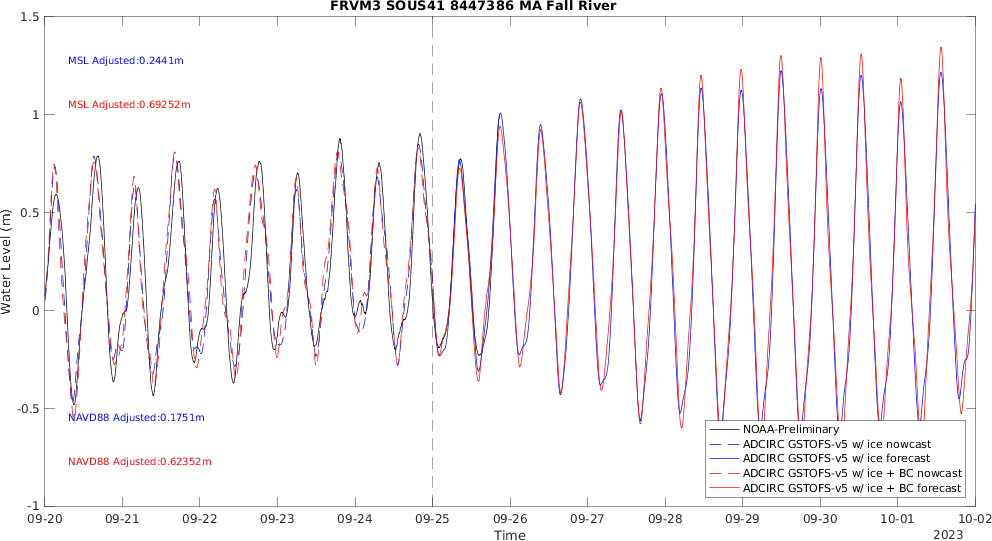 FRVM3 SOUS41 8447386 MA Fall River
1.5
1
0.5
0
-0.5
-1
Water Level (m)
MSL Adjusted:0.2441m
MSL Adjusted:0.69252m
NAVD88 Adjusted:0.1751m
NAVD88 Adjusted:0.62352m
NOAA-Preliminary
ADCIRC GSTOFS-v5 w/ ice nowcast
ADCIRC GSTOFS-v5 w/ ice forecast
ADCIRC GSTOFS-v5 w/ ice + BC nowcast
ADCIRC GSTOFS-v5 w/ ice + BC forecast
09-20 09-21 09-22 09-23 09-24 09-25 09-26 09-27 09-28 09-29 09-30 10-01 10-02
Time
2023